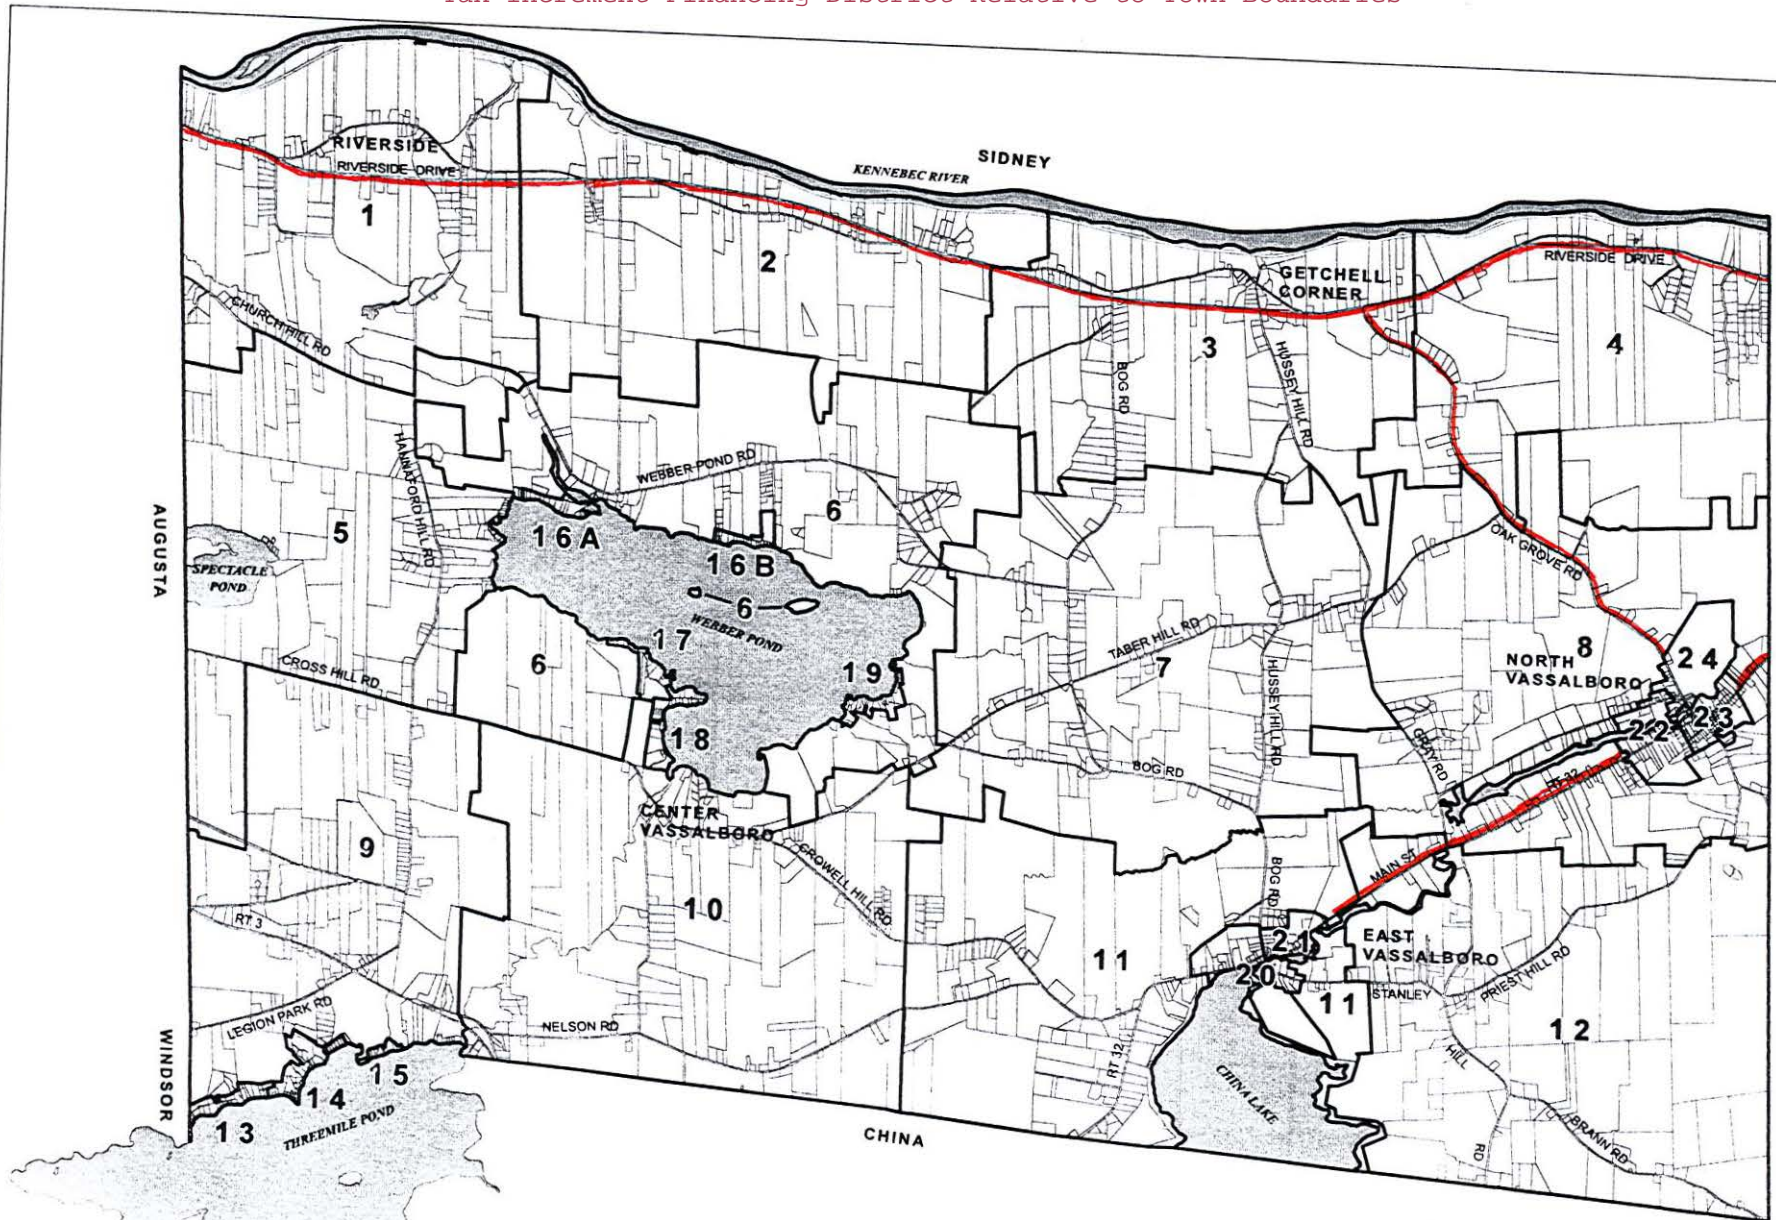 Tax Increment Financing District Relative to Town Boundaries
SIDNEY
KENNEBEC RIVER
RIVERSIDE
RIVERSIDE DRIVE
1
2
GETCHELL
CORNER
RIVERSIDE DRIVE
3
4
CHURCH HILL RD
BOG RD
HUSSEY HILL RD
HANNAFORD HILL RD
WEBBER POND RD
AUGUSTA
5
6
16A
16B
OAK GROVE RD
SPECTACLE
POND
6
WEBBER POND
17
6
19
TABER HILL RD
7
8
NORTH
VASSALBORO
24
CROSS HILL RD
HUSSEY HILL RD
23
22
18
GRAY RD
BOG RD
RT 32
CENTER
VASSALBORO
9
CROWELL HILL RD
MAIN ST
BOG RD
10
RT 3
21
EAST
VASSALBORO
11
20
11
STANLEY
PRIEST HILL RD
LEGION PARK RD
NELSON RD
12
WINDSOR
15
14
13
THREEMILE POND
RT 32
CHINA LAKE
HILL
RD
BRANN RD
CHINA